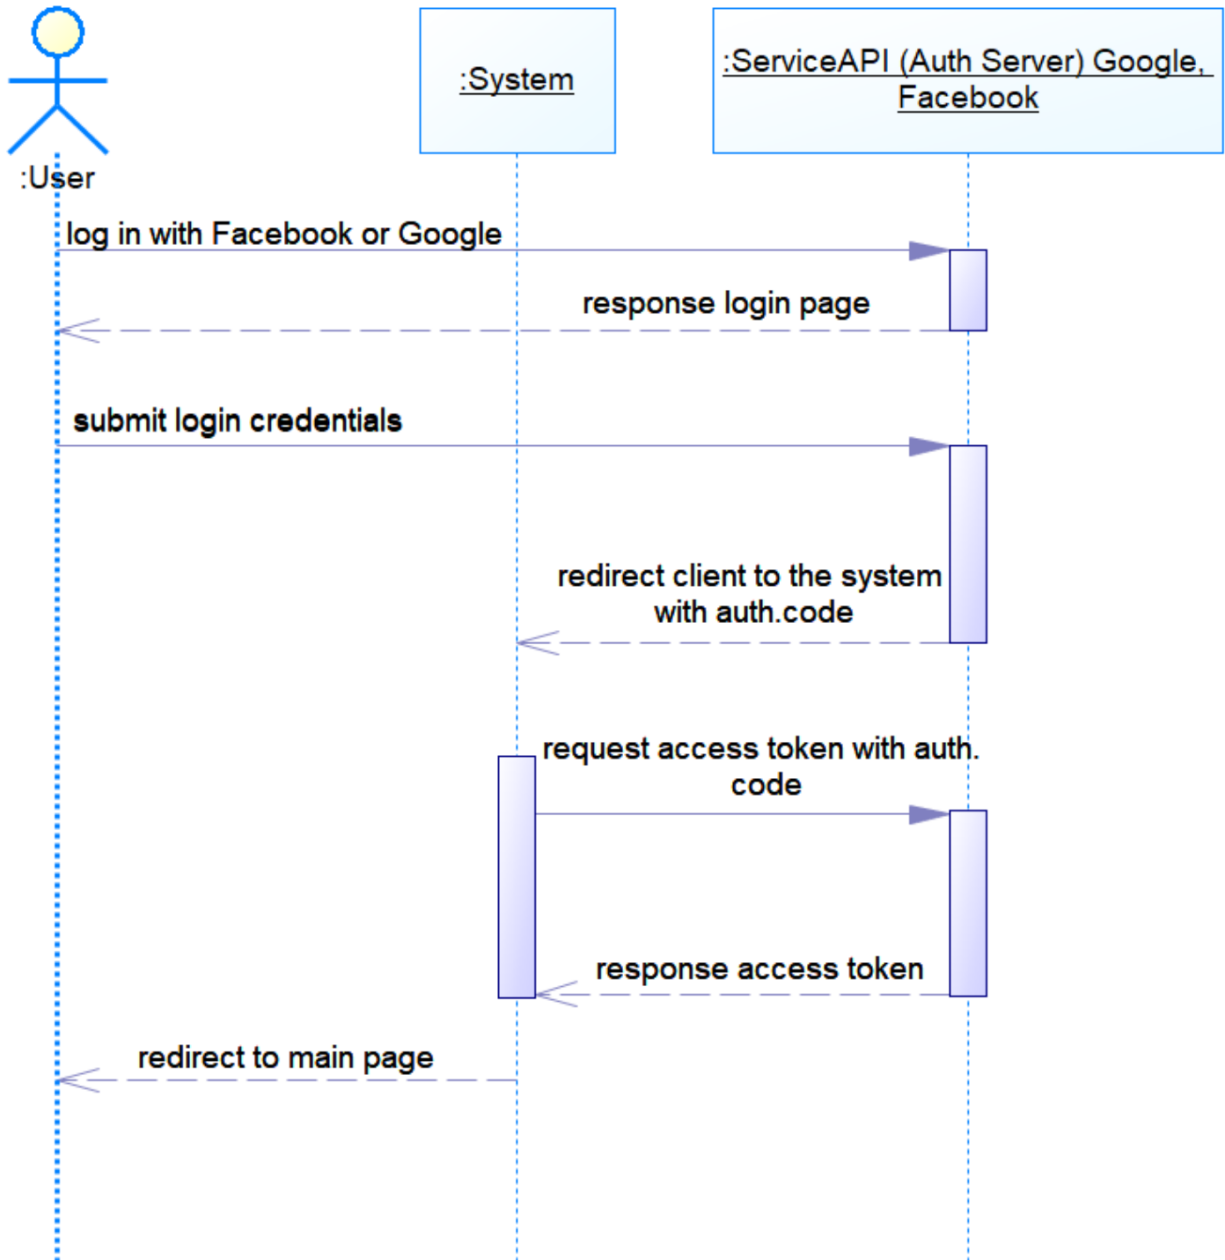 :User
:System
:ServiceAPI (Auth Server) Google,
Facebook
log in with Facebook or Google
response login page
submit login credentials
redirect client to the system
with auth.code
request access token with auth.
code
response access token
redirect to main page